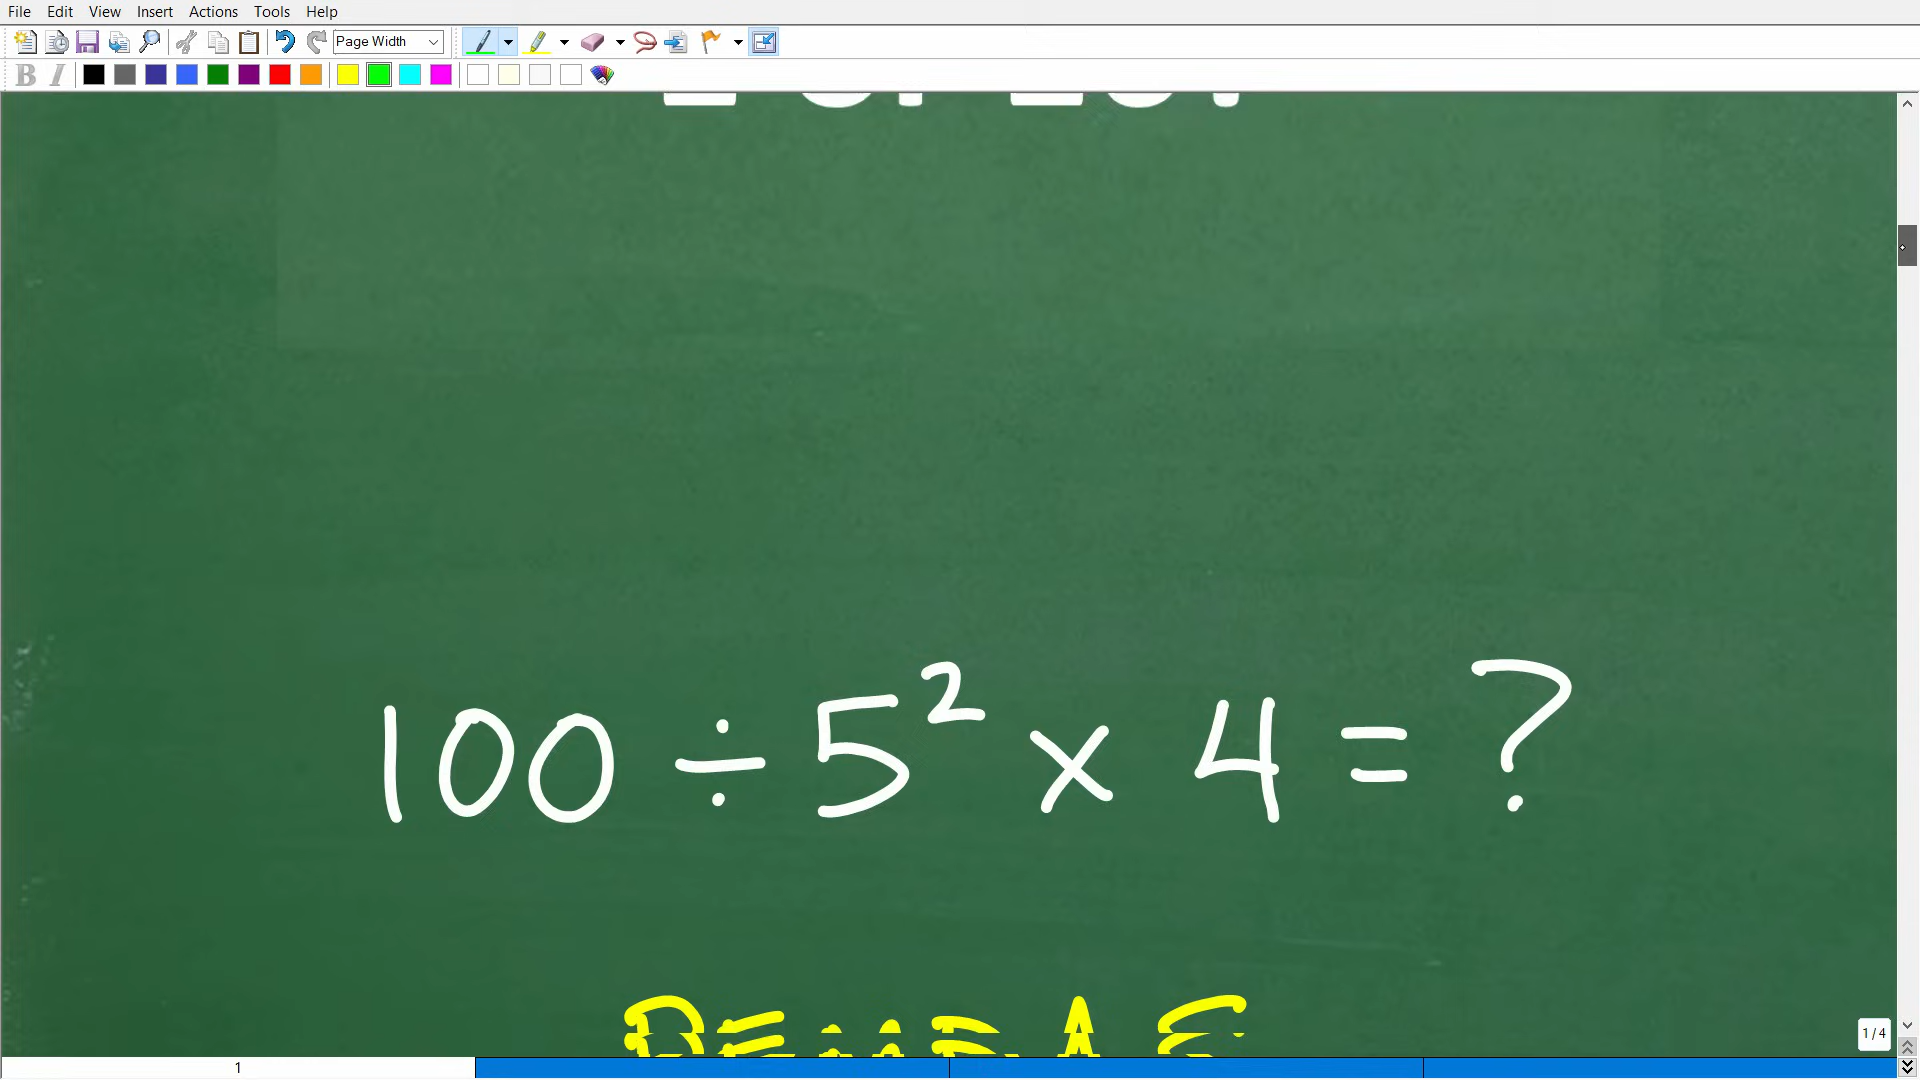 File Edit View Insert Actions Tools Help
Page Width
B I
100 ÷ 5² x 4 = ?
1 / 4
1